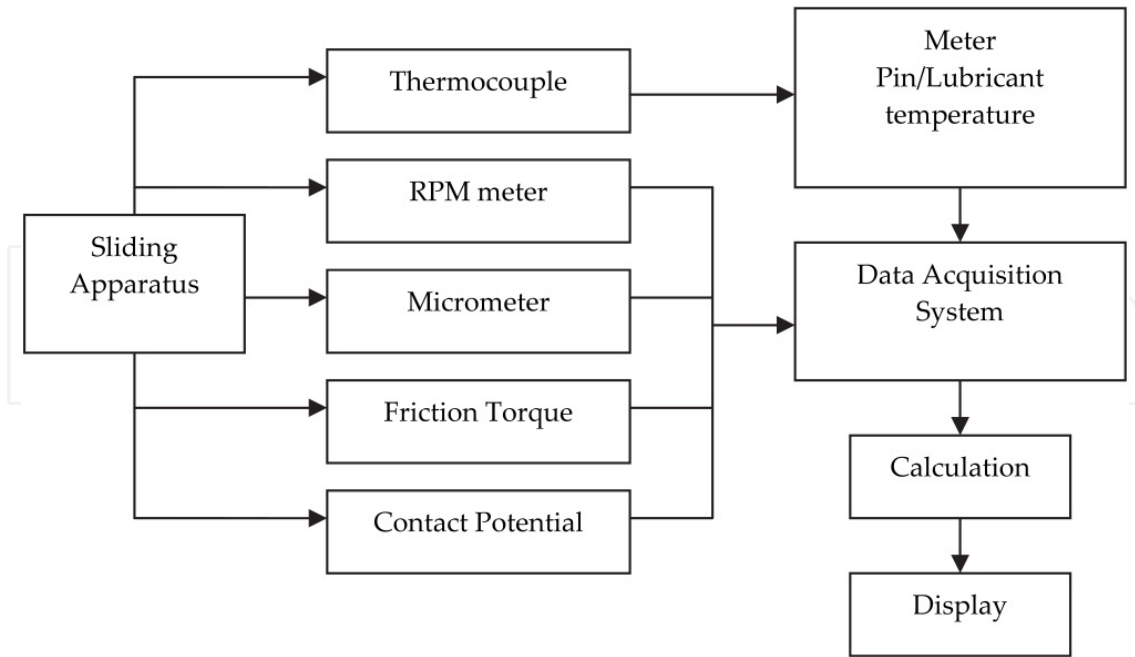 Thermocouple
Meter
Pin/Lubricant
temperature
RPM meter
Sliding
Apparatus
Micrometer
Data Acquisition
System
Friction Torque
Calculation
Contact Potential
Display